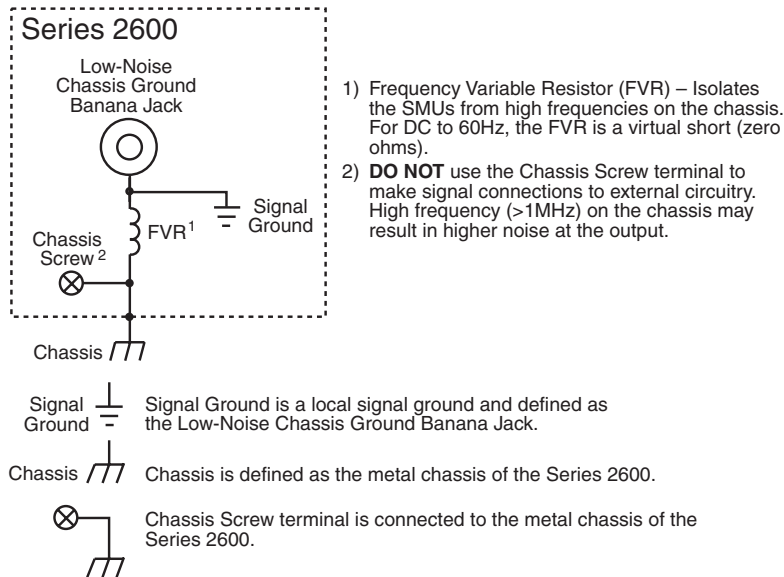 Series 2600
Low-Noise
Chassis Ground
Banana Jack
Signal
Ground
FVR1
Chassis
Screw 2
Chassis
1) Frequency Variable Resistor (FVR) – Isolates
the SMUs from high frequencies on the chassis.
For DC to 60Hz, the FVR is a virtual short (zero
ohms).
2) DO NOT use the Chassis Screw terminal to
make signal connections to external circuitry.
High frequency (>1MHz) on the chassis may
result in higher noise at the output.
Signal
Ground
Signal Ground is a local signal ground and defined as
the Low-Noise Chassis Ground Banana Jack.
Chassis
Chassis is defined as the metal chassis of the Series 2600.
Chassis Screw terminal is connected to the metal chassis of the
Series 2600.